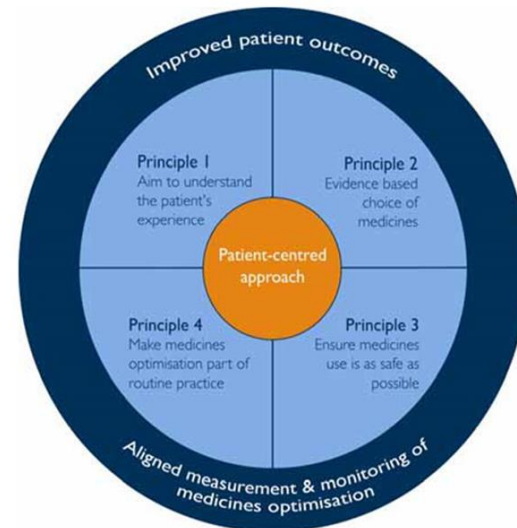 Improved patient outcomes
Principle 1
Aim to understand
the patient's
experience
Principle 2
Evidence based
choice of
medicines
Patient-centred
approach
Principle 4
Make medicines
optimisation part of
routine practice
Principle 3
Ensure medicines
use is as safe as
possible
Aligned measurement & monitoring of
medicines optimisation